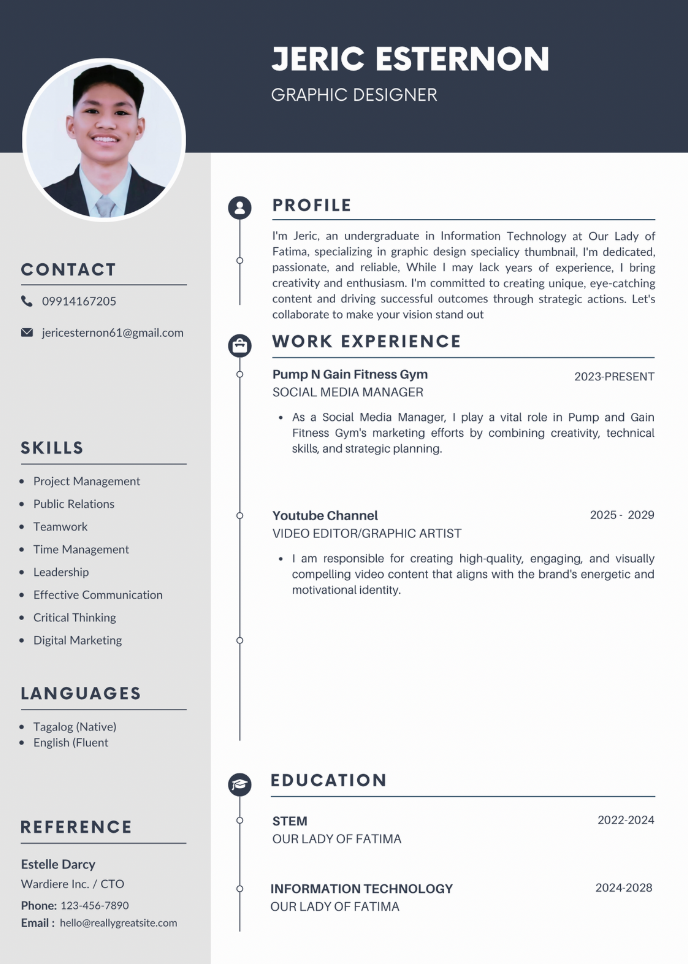 JERIC ESTERNON
GRAPHIC DESIGNER
CONTACT
09914167205
jericesternon61@gmail.com
SKILLS
• Project Management
• Public Relations
• Teamwork
• Time Management
• Leadership
• Effective Communication
• Critical Thinking
• Digital Marketing
LANGUAGES
• Tagalog (Native)
• English (Fluent
REFERENCE
Estelle Darcy
Wardiere Inc. / CTO
Phone: 123-456-7890
Email : hello@reallygreatsite.com
PROFILE
I'm Jeric, an undergraduate in Information Technology at Our Lady of
Fatima, specializing in graphic design specialicy thumbnail, I'm dedicated,
passionate, and reliable, While I may lack years of experience, I bring
creativity and enthusiasm. I'm committed to creating unique, eye-catching
content and driving successful outcomes through strategic actions. Let's
collaborate to make your vision stand out
WORK EXPERIENCE
Pump N Gain Fitness Gym 2023-PRESENT
SOCIAL MEDIA MANAGER
• As a Social Media Manager, I play a vital role in Pump and Gain
Fitness Gym's marketing efforts by combining creativity, technical
skills, and strategic planning.
Youtube Channel 2025 - 2029
VIDEO EDITOR/GRAPHIC ARTIST
• I am responsible for creating high-quality, engaging, and visually
compelling video content that aligns with the brand's energetic and
motivational identity.
EDUCATION
STEM 2022-2024
OUR LADY OF FATIMA
INFORMATION TECHNOLOGY 2024-2028
OUR LADY OF FATIMA